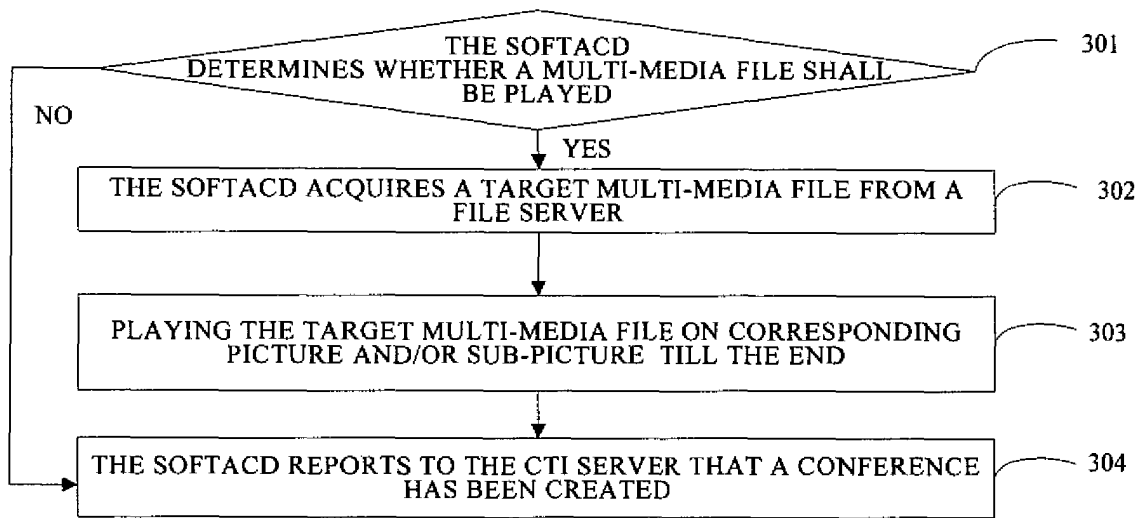 THE SOFTACD
DETERMINES WHETHER A MULTI-MEDIA FILE SHALL
BE PLAYED
301
NO
YES
THE SOFTACD ACQUIRES A TARGET MULTI-MEDIA FILE FROM A
FILE SERVER
302
PLAYING THE TARGET MULTI-MEDIA FILE ON CORRESPONDING
PICTURE AND/OR SUB-PICTURE TILL THE END
303
THE SOFTACD REPORTS TO THE CTI SERVER THAT A CONFERENCE
HAS BEEN CREATED
304